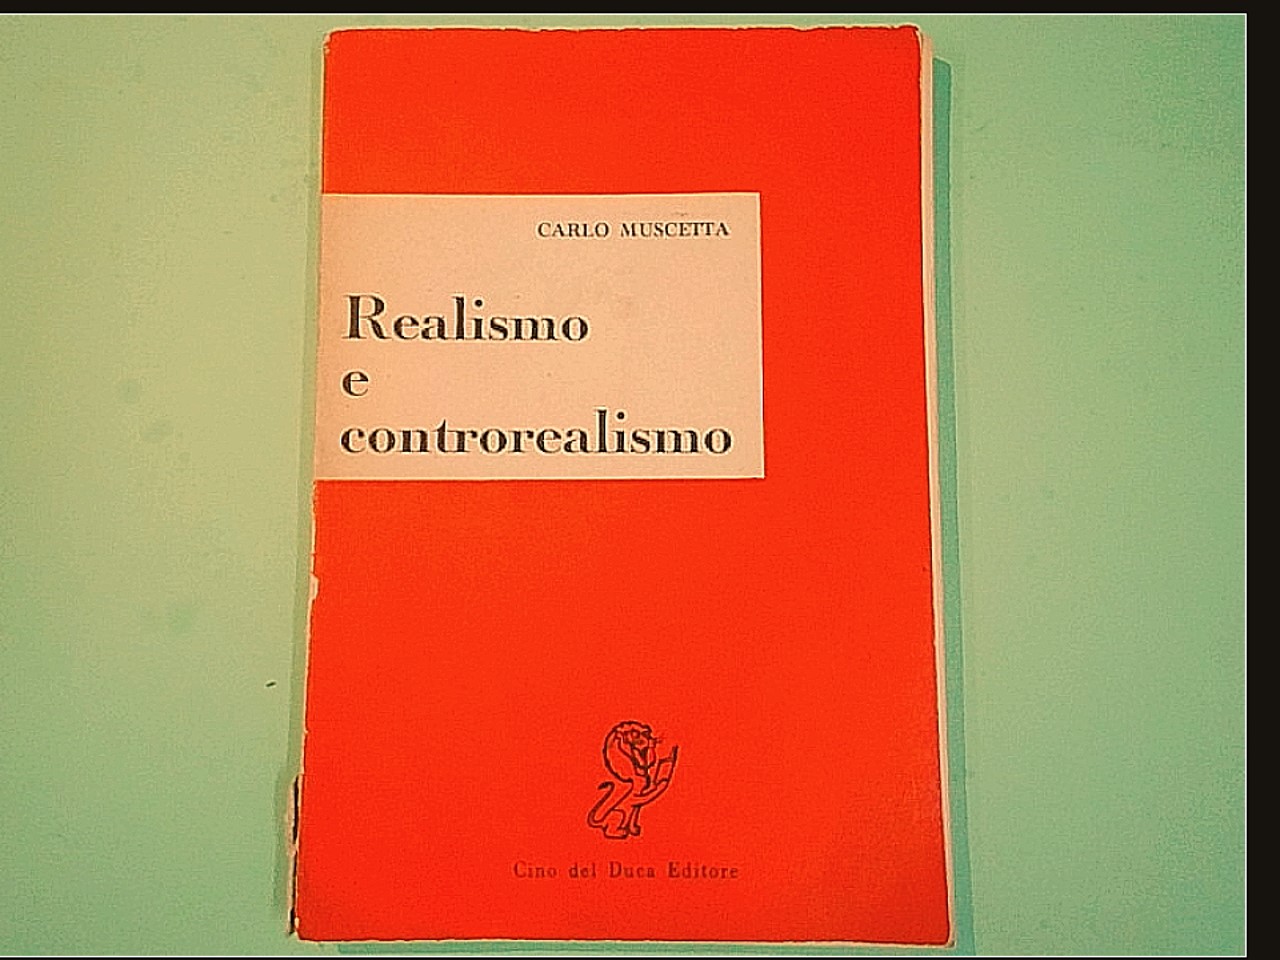 CARLO MUSCETTA
Realismo
e
controrealismo
Cino del Duca Editore